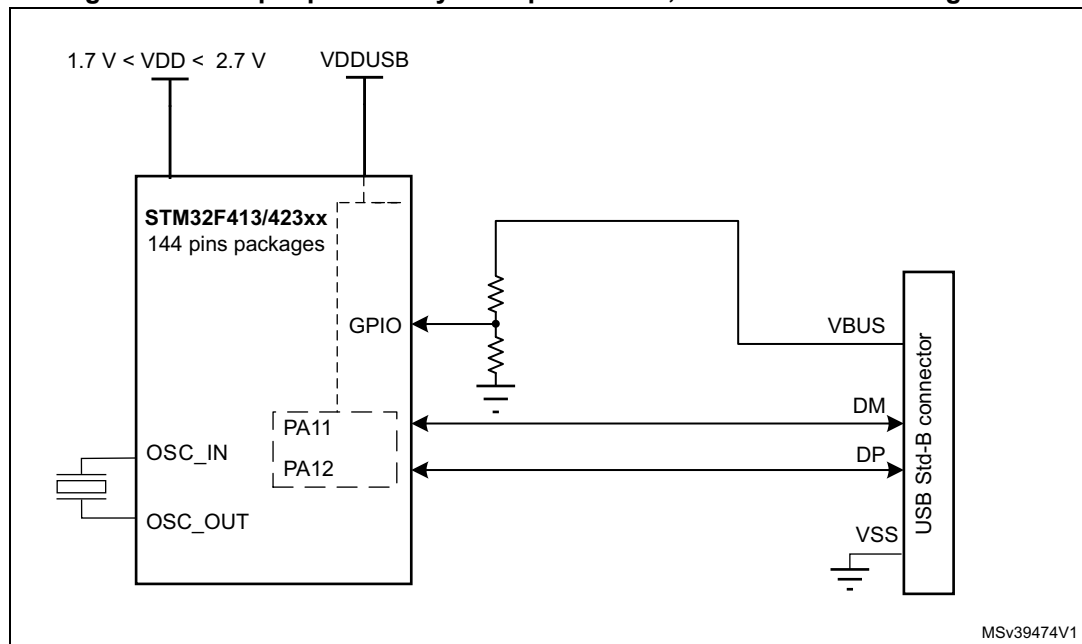 1.7 V < VDD < 2.7 V
VDDUSB
STM32F413/423xx
144 pins packages
GPIO
VBUS
DM
PA11
DP
PA12
OSC_IN
OSC_OUT
VSS
USB Std-B connector
MSv39474V1